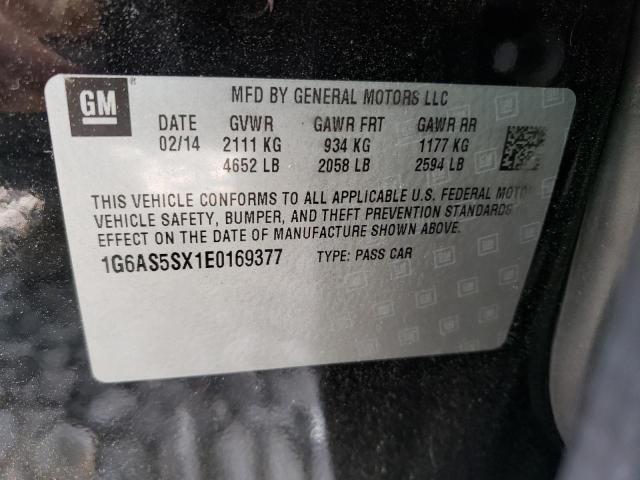 GM
MFD BY GENERAL MOTORS LLC
DATE GVWR GAWR FRT GAWR RR
02/14 2111 KG 934 KG 1177 KG
4652 LB 2058 LB 2594 LB
THIS VEHICLE CONFORMS TO ALL APPLICABLE U.S. FEDERAL MOTO
VEHICLE SAFETY, BUMPER, AND THEFT PREVENTION STANDARDS
EFFECT ON THE DATE OF MANUFACTURE SHOWN ABOVE.
1G6AS5SX1E0169377 TYPE: PASS CAR